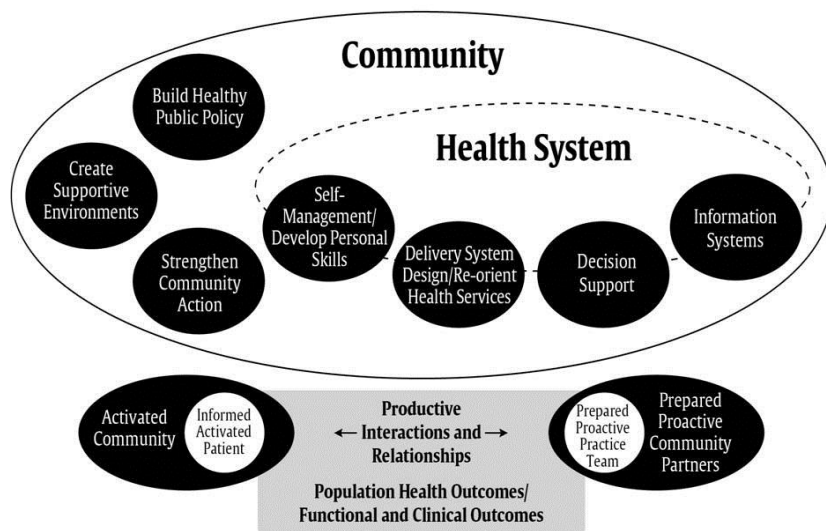 Community
Build Healthy
Public Policy
Health System
Create
Supportive
Environments
Self-
Management/
Develop Personal
Skills
Information
Systems
Strengthen
Community
Action
Delivery System
Design/Re-orient
Health Services
Decision
Support
Activated
Community
Informed
Activated
Patient
Productive
Interactions and
Relationships
Prepared
Proactive
Practice
Team
Prepared
Proactive
Community
Partners
Population Health Outcomes/
Functional and Clinical Outcomes